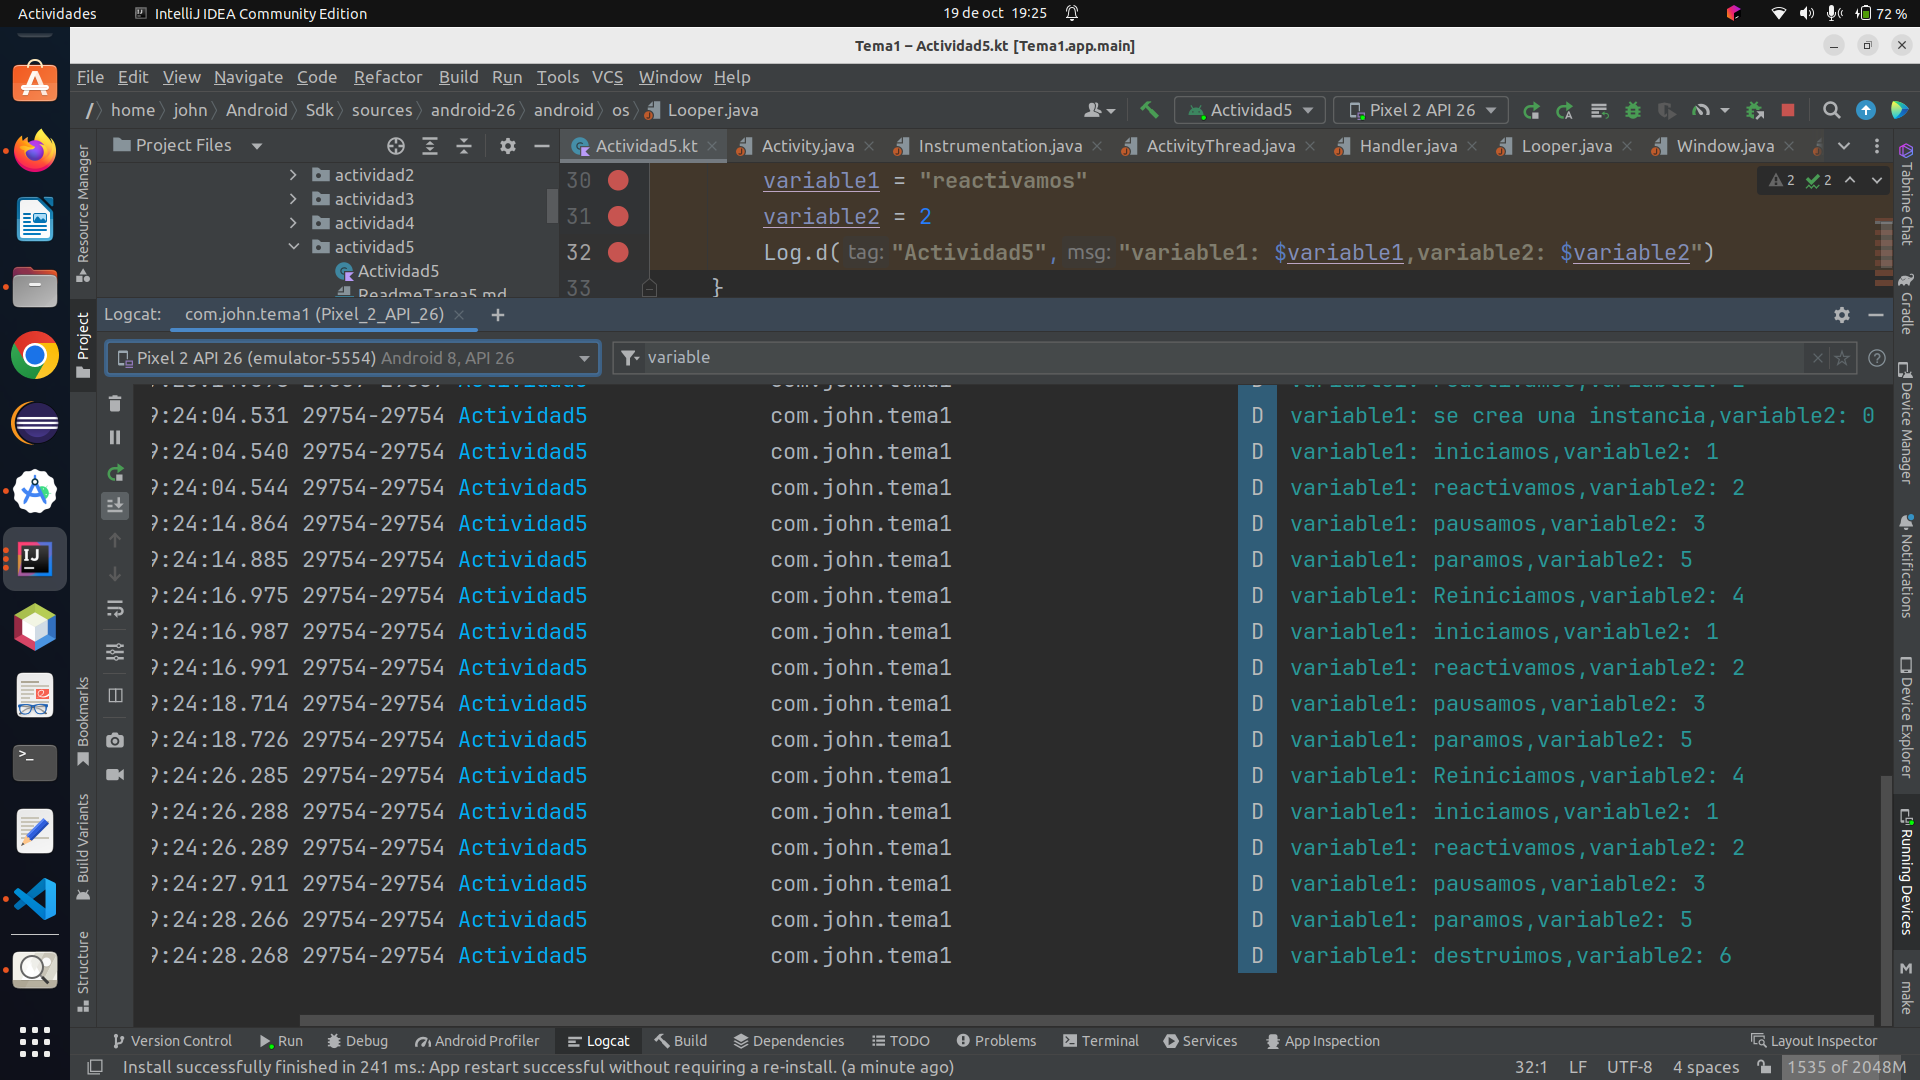 Actividades IntelliJ IDEA Community Edition 19 de oct 19:25 72 %
Tema1 – Actividad5.kt [Tema1.app.main]
File Edit View Navigate Code Refactor Build Run Tools VCS Window Help
/ home john Android Sdk sources android-26 android os Looper.java Actividad5 Pixel 2 API 26
Project Files Actividad5.kt Activity.java Instrumentation.java ActivityThread.java Handler.java Looper.java Window.java
actividad2
actividad3
actividad4
actividad5
Actividad5
ReadmeTarea5.md
30 variable1 = "reactivamos" 2 2
31 variable2 = 2
32 Log.d( tag: "Actividad5", msg: "variable1: $variable1,variable2: $variable2")
33 }
Logcat: com.john.tema1 (Pixel_2_API_26)
Pixel 2 API 26 (emulator-5554) Android 8, API 26 variable
9:24:04.531 29754-29754 Actividad5 com.john.tema1 D variable1: se crea una instancia,variable2: 0
9:24:04.540 29754-29754 Actividad5 com.john.tema1 D variable1: iniciamos,variable2: 1
9:24:04.544 29754-29754 Actividad5 com.john.tema1 D variable1: reactivamos,variable2: 2
9:24:14.864 29754-29754 Actividad5 com.john.tema1 D variable1: pausamos,variable2: 3
9:24:14.885 29754-29754 Actividad5 com.john.tema1 D variable1: paramos,variable2: 5
9:24:16.975 29754-29754 Actividad5 com.john.tema1 D variable1: Reiniciamos,variable2: 4
9:24:16.987 29754-29754 Actividad5 com.john.tema1 D variable1: iniciamos,variable2: 1
9:24:16.991 29754-29754 Actividad5 com.john.tema1 D variable1: reactivamos,variable2: 2
9:24:18.714 29754-29754 Actividad5 com.john.tema1 D variable1: pausamos,variable2: 3
9:24:18.726 29754-29754 Actividad5 com.john.tema1 D variable1: paramos,variable2: 5
9:24:26.285 29754-29754 Actividad5 com.john.tema1 D variable1: Reiniciamos,variable2: 4
9:24:26.288 29754-29754 Actividad5 com.john.tema1 D variable1: iniciamos,variable2: 1
9:24:26.289 29754-29754 Actividad5 com.john.tema1 D variable1: reactivamos,variable2: 2
9:24:27.911 29754-29754 Actividad5 com.john.tema1 D variable1: pausamos,variable2: 3
9:24:28.266 29754-29754 Actividad5 com.john.tema1 D variable1: paramos,variable2: 5
9:24:28.268 29754-29754 Actividad5 com.john.tema1 D variable1: destruimos,variable2: 6
Resource Manager
Project
Bookmarks
Build Variants
Structure
Tabnine Chat
Gradle
Device Manager
Notifications
Device Explorer
Running Devices
make
Version Control Run Debug Android Profiler Logcat Build Dependencies TODO Problems Terminal Services App Inspection Layout Inspector
Install successfully finished in 241 ms.: App restart successful without requiring a re-install. (a minute ago) 32:1 LF UTF-8 4 spaces 1535 of 2048M